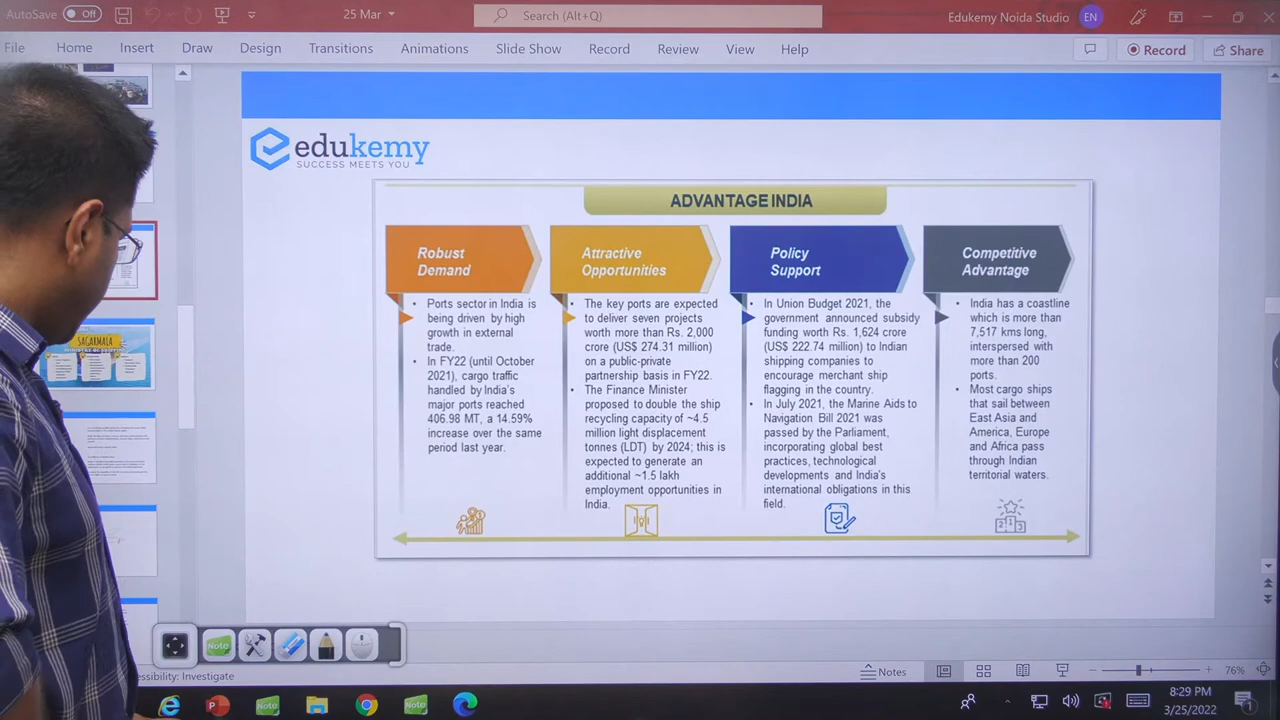 AutoSave Off
25 Mar
Search (Alt+Q)
Edukemy Noida Studio EN
File Home Insert Draw Design Transitions Animations Slide Show Record Review View Help
Record Share
edukemy
SUCCESS MEETS YOU
ADVANTAGE INDIA
Robust
Demand
• Ports sector in India is
being driven by high
growth in external
trade.
• In FY22 (until October
2021), cargo traffic
handled by India's
major ports reached
406.98 MT, a 14.59%
increase over the same
period last year.
Attractive
Opportunities
• The key ports are expected
to deliver seven projects
worth more than Rs. 2,000
crore (US$ 274.31 million)
on a public-private
partnership basis in FY22.
• The Finance Minister
proposed to double the ship
recycling capacity of ~4.5
million light displacement
tonnes (LDT) by 2024; this is
expected to generate an
additional ~1.5 lakh
employment opportunities in
India.
Policy
Support
• In Union Budget 2021, the
government announced subsidy
funding worth Rs. 1,624 crore
(US$ 222.74 million) to Indian
shipping companies to
encourage merchant ship
flagging in the country.
• In July 2021, the Marine Aids to
Navigation Bill 2021 was
passed by the Parliament,
incorporating global best
practices, technological
developments and India's
international obligations in this
field.
Competitive
Advantage
• India has a coastline
which is more than
7,517 kms long,
interspersed with
more than 200
ports.
• Most cargo ships
that sail between
East Asia and
America, Europe
and Africa pass
through Indian
territorial waters.
2 1 3
SAGARMALA
Note
ssibility: Investigate
Notes
76%
Note
Note
8:29 PM
3/25/2022
1